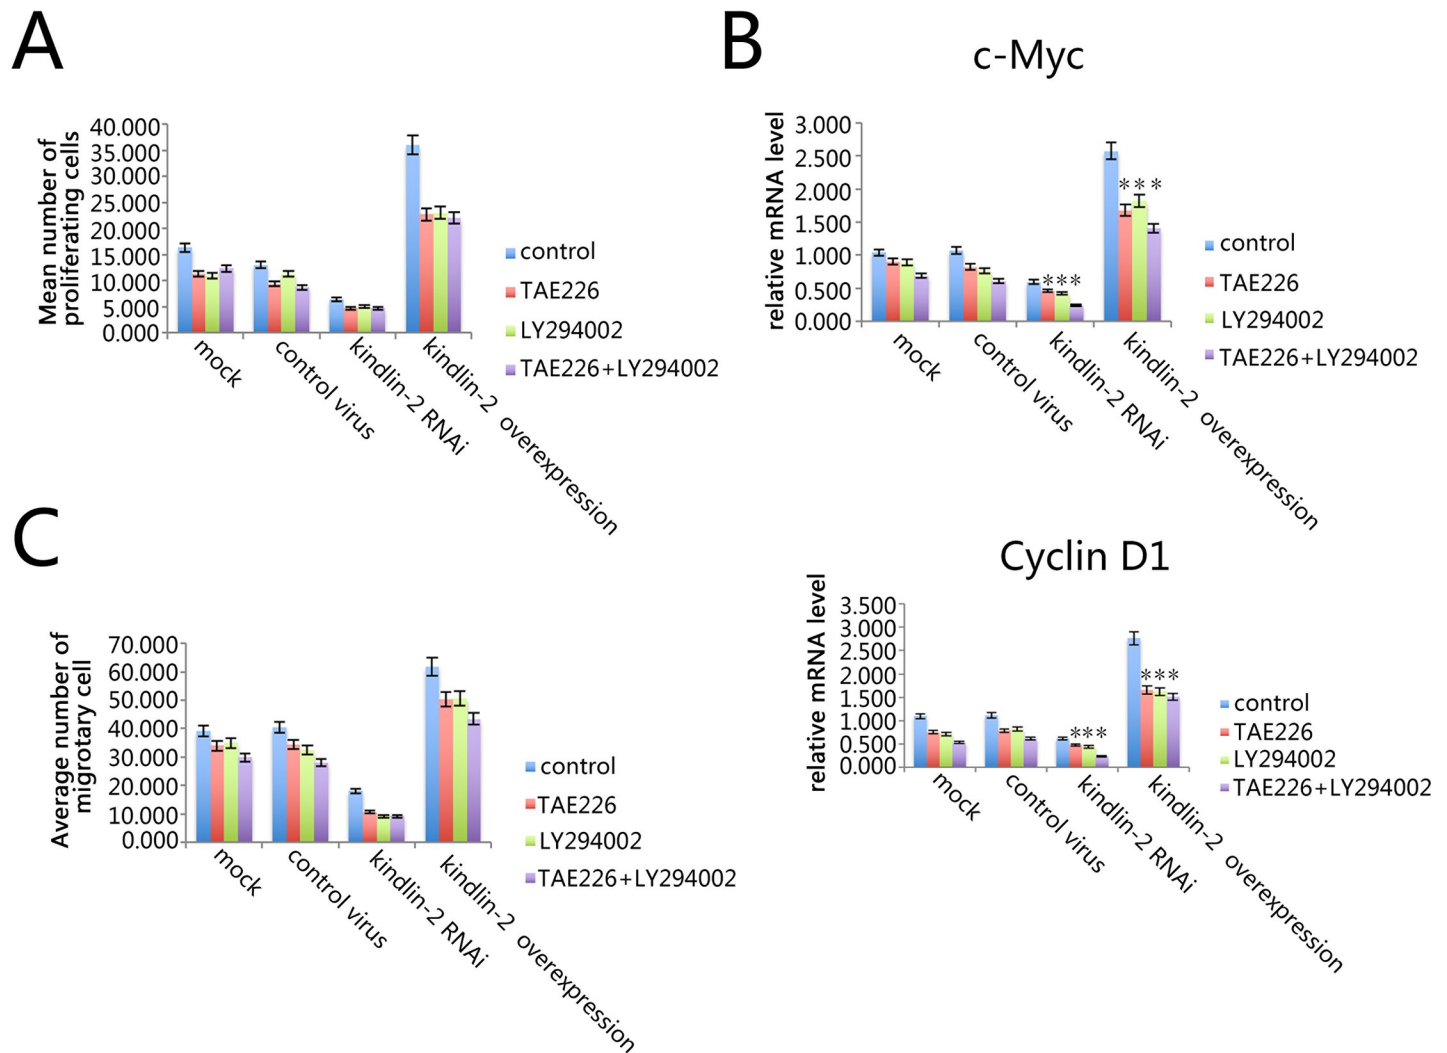 A
Mean number of
proliferating cells
40.000
35.000
30.000
25.000
20.000
15.000
10.000
5.000
0.000
mock
control virus
kindlin-2 RNAi
kindlin-2 overexpression
control
TAE226
LY294002
TAE226+LY294002
B
c-Myc
relative mRNA level
3.000
2.500
2.000
1.500
1.000
0.500
0.000
***
***
mock
control virus
kindlin-2 RNAi
kindlin-2 overexpression
control
TAE226
LY294002
TAE226+LY294002
C
Average number of
migrotary cell
70.000
60.000
50.000
40.000
30.000
20.000
10.000
0.000
mock
control virus
kindlin-2 RNAi
kindlin-2 overexpression
control
TAE226
LY294002
TAE226+LY294002
Cyclin D1
relative mRNA level
3.500
3.000
2.500
2.000
1.500
1.000
0.500
0.000
***
***
mock
control virus
kindlin-2 RNAi
kindlin-2 overexpression
control
TAE226
LY294002
TAE226+LY294002